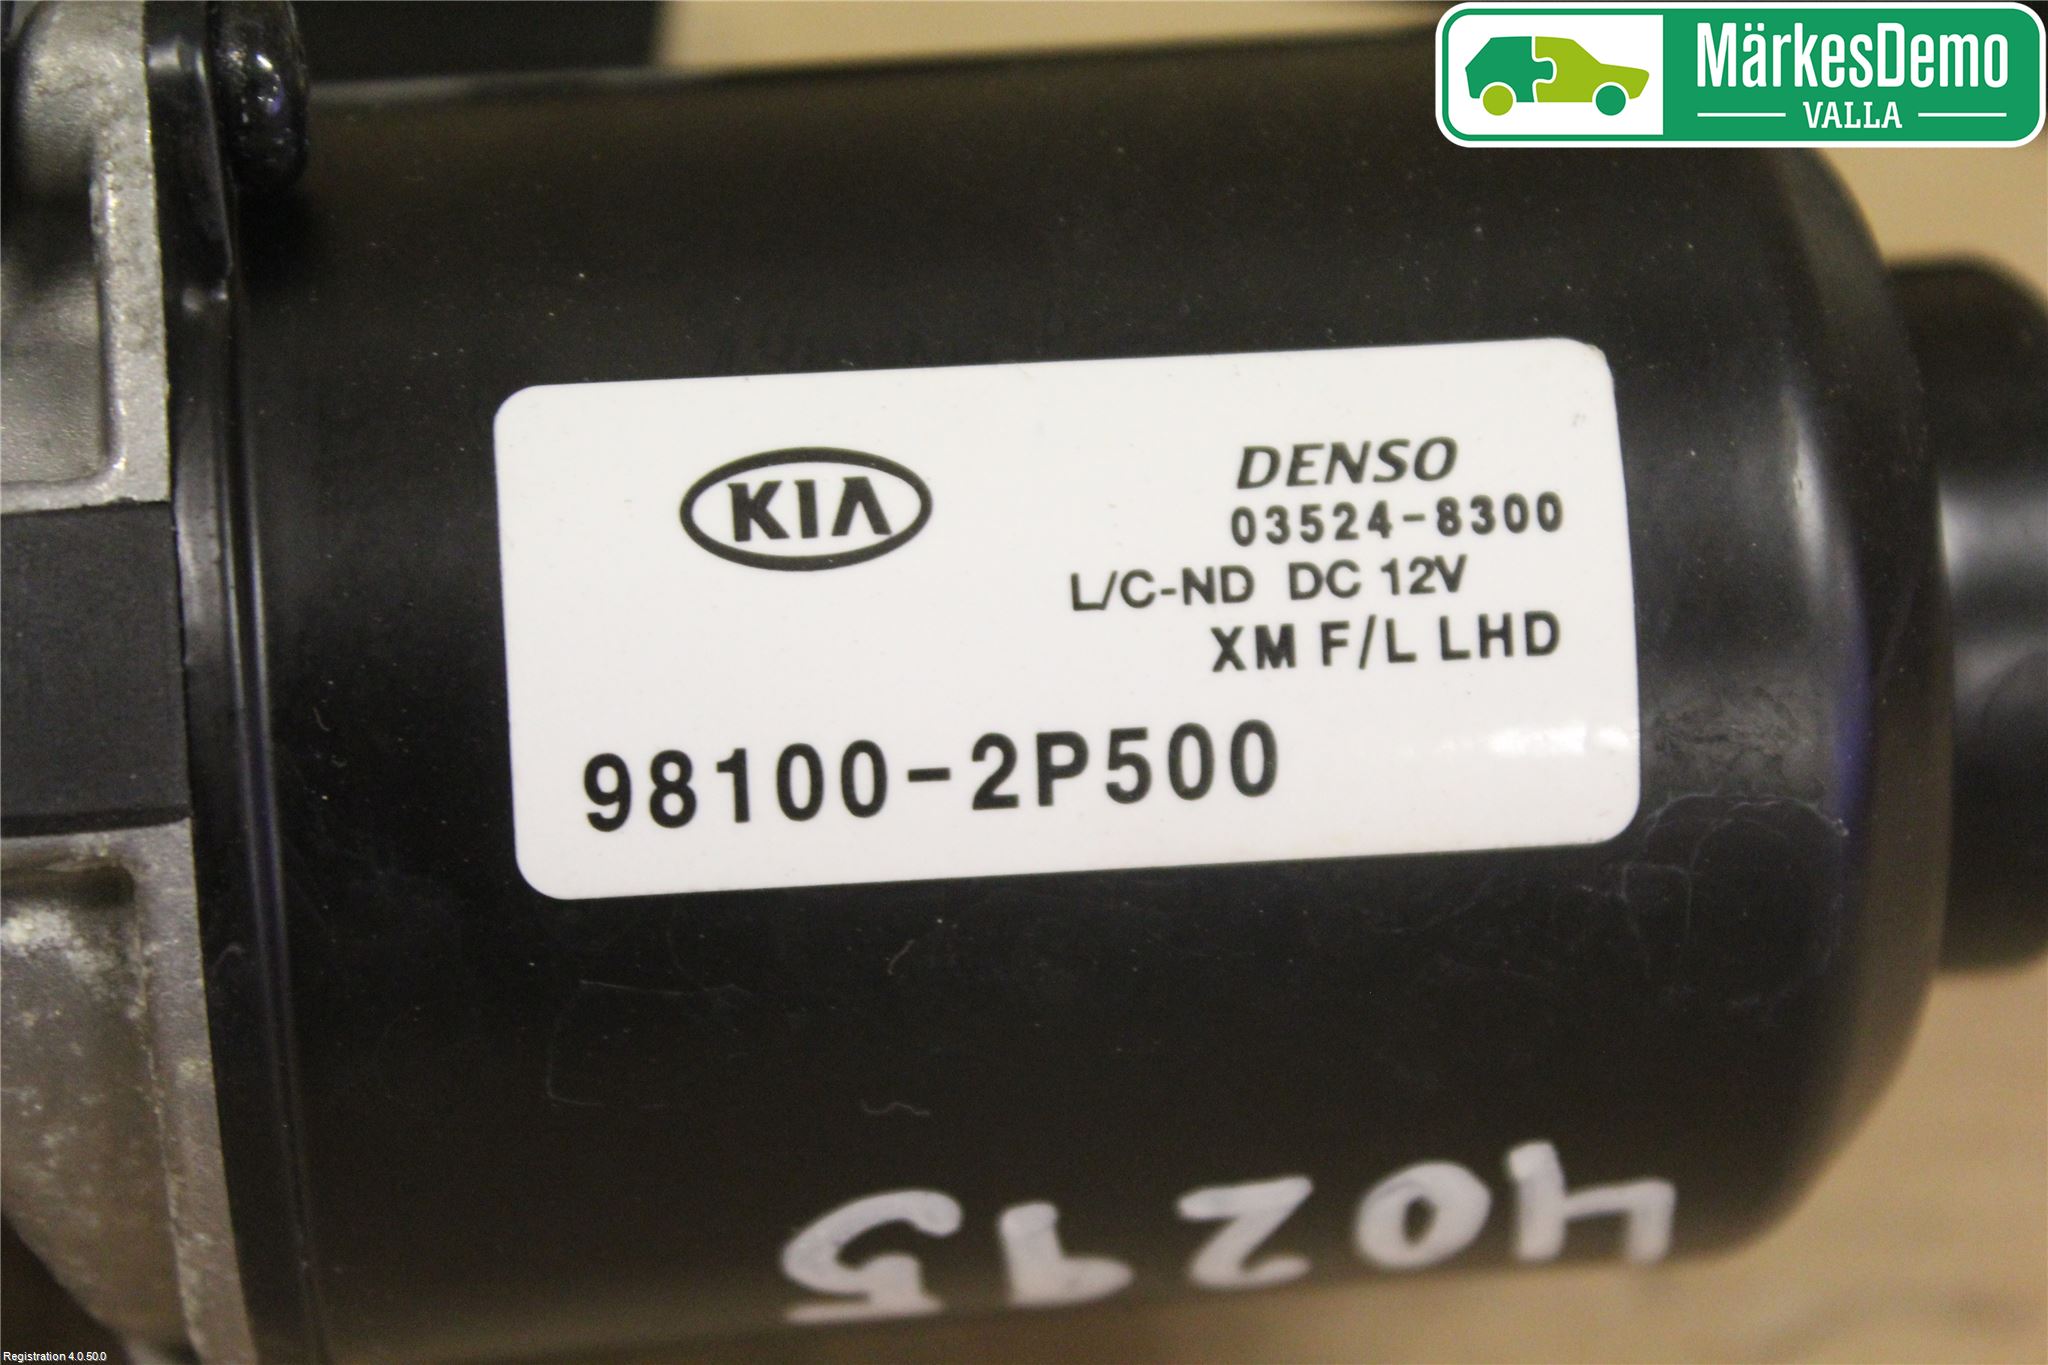 MärkesDemo
VALLA
KIA
DENSO
03524-8300
L/C-ND DC 12V
XM F/L LHD
98100-2P500
40215
Registration 4.0.50.0